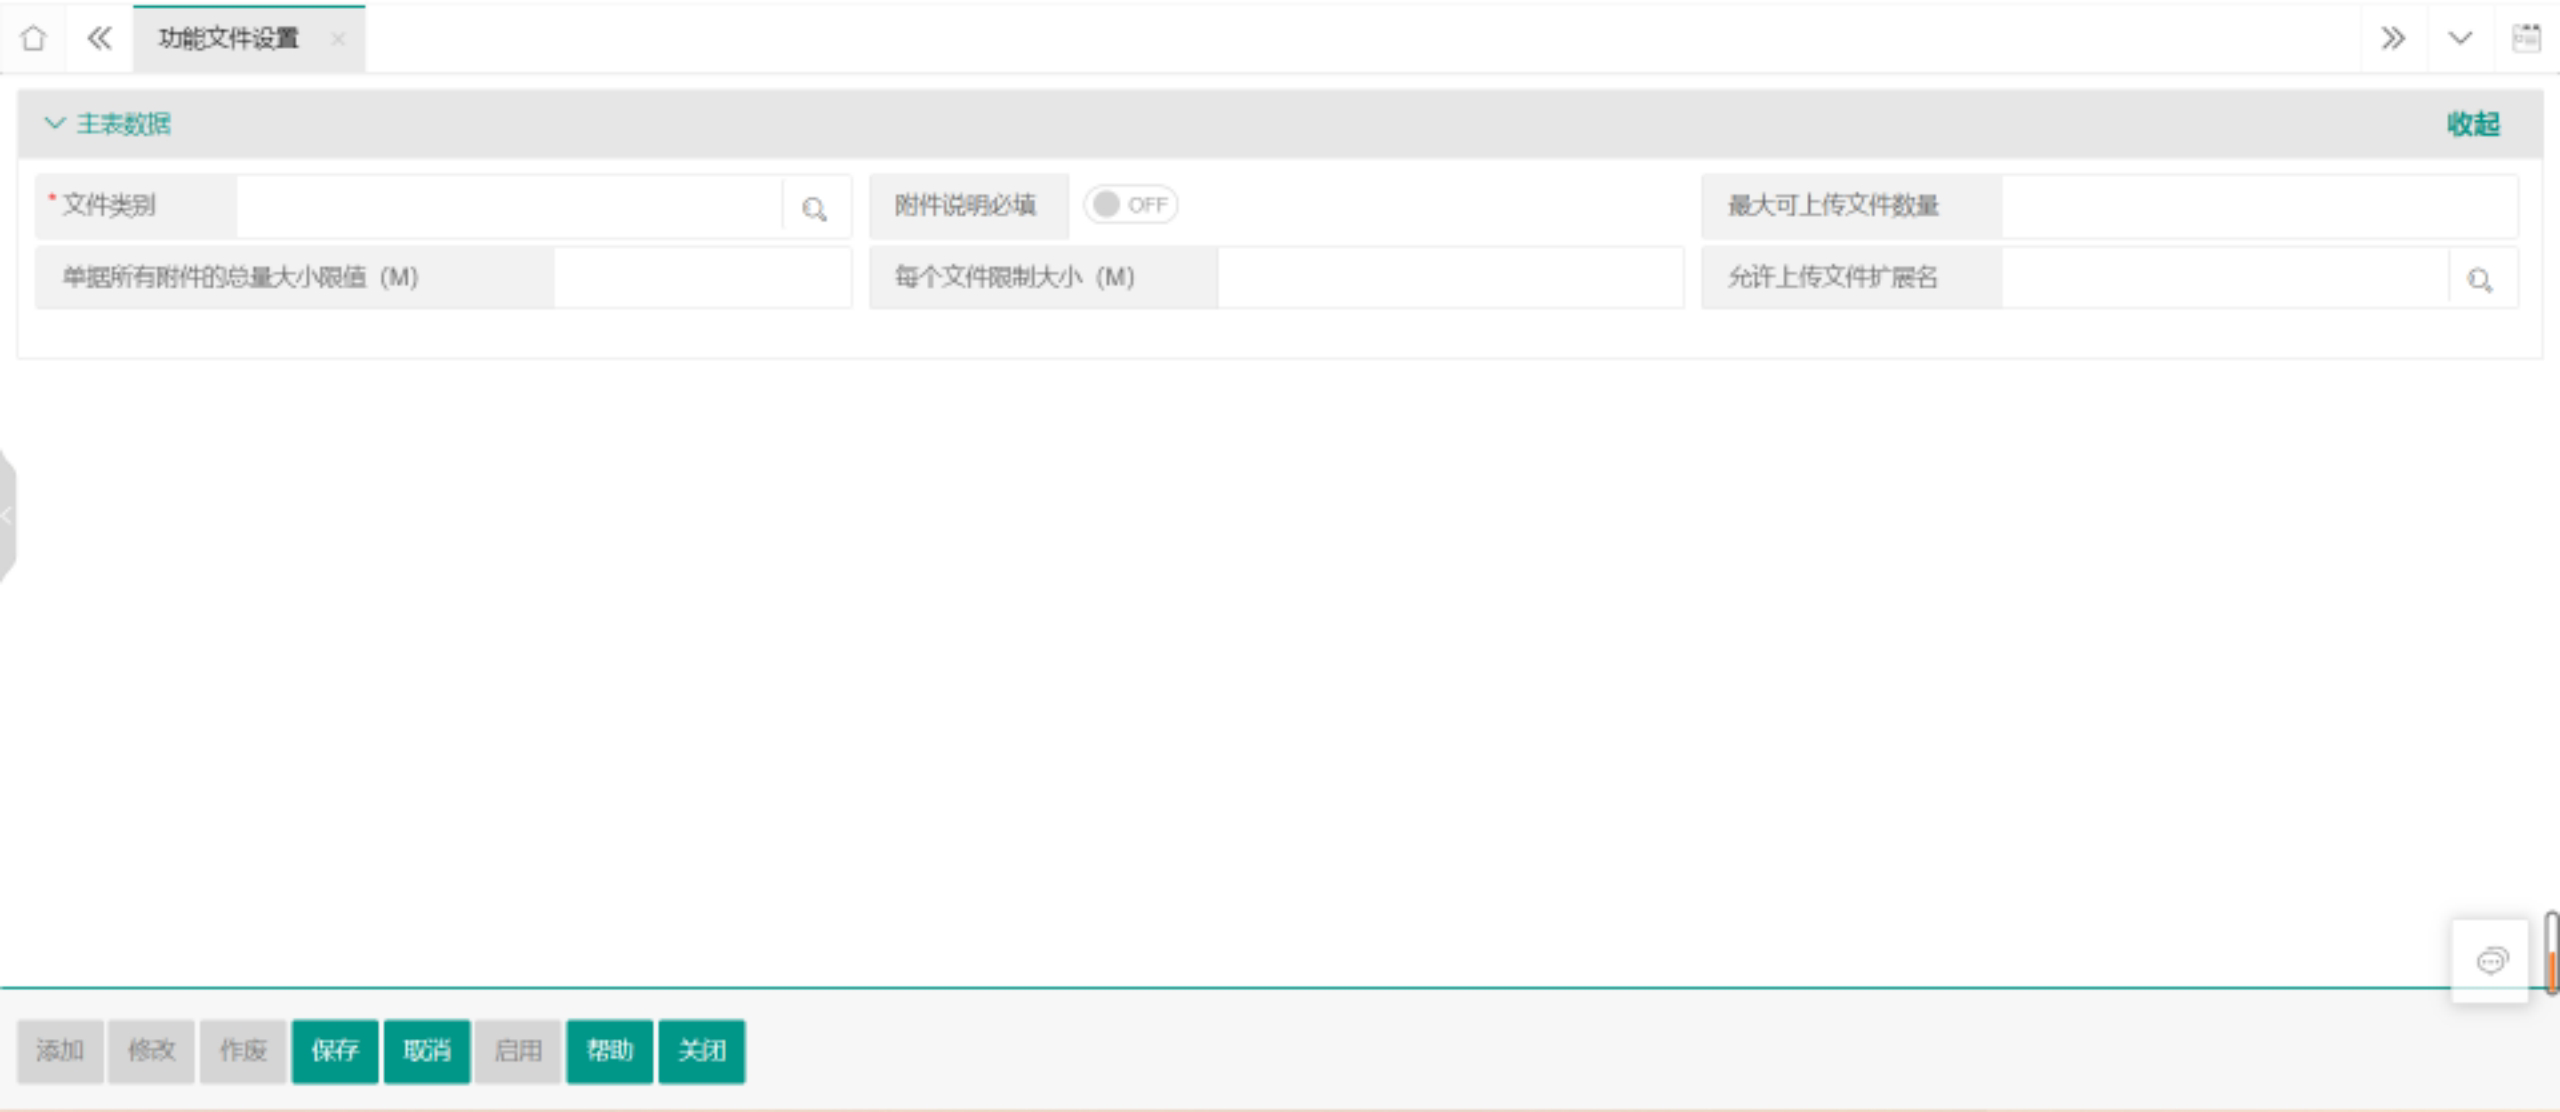 功能文件设置
主表数据 收起
* 文件类别 附件说明必填 OFF 最大可上传文件数量
单据所有附件的总量大小限值（M） 每个文件限制大小（M） 允许上传文件扩展名
添加 修改 作废 保存 取消 启用 帮助 关闭